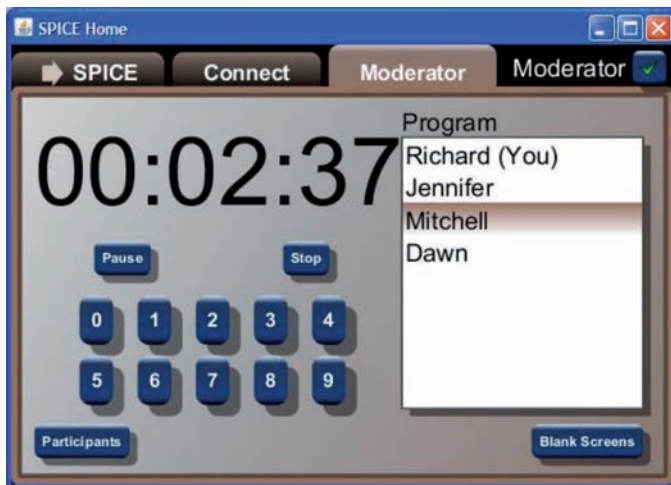 SPICE Home
SPICE Connect Moderator Moderator
00:02:37
Program
Richard (You)
Jennifer
Mitchell
Dawn
Pause Stop
0 1 2 3 4
5 6 7 8 9
Participants Blank Screens